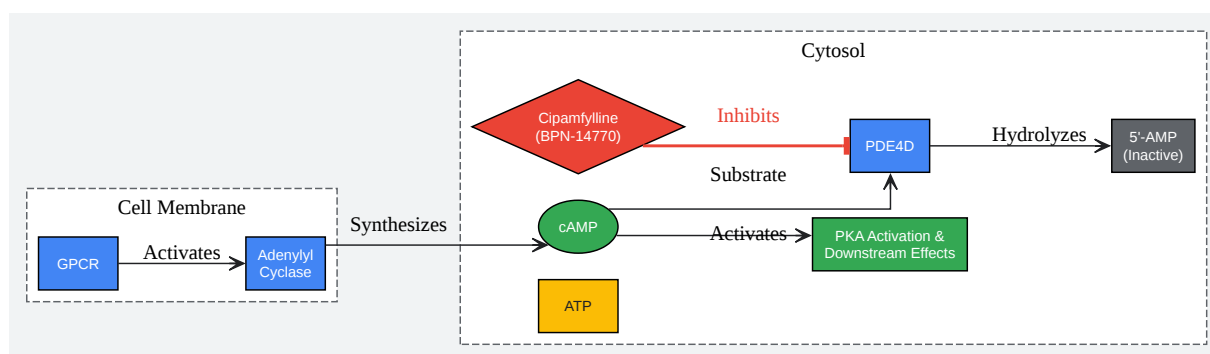 Cytosol
Cipamfylline
(BPN-14770)
Inhibits
PDE4D
Hydrolyzes
5'-AMP
(Inactive)
Substrate
Cell Membrane
GPCR
Activates
Adenylyl
Cyclase
Synthesizes
cAMP
Activates
PKA Activation &
Downstream Effects
ATP